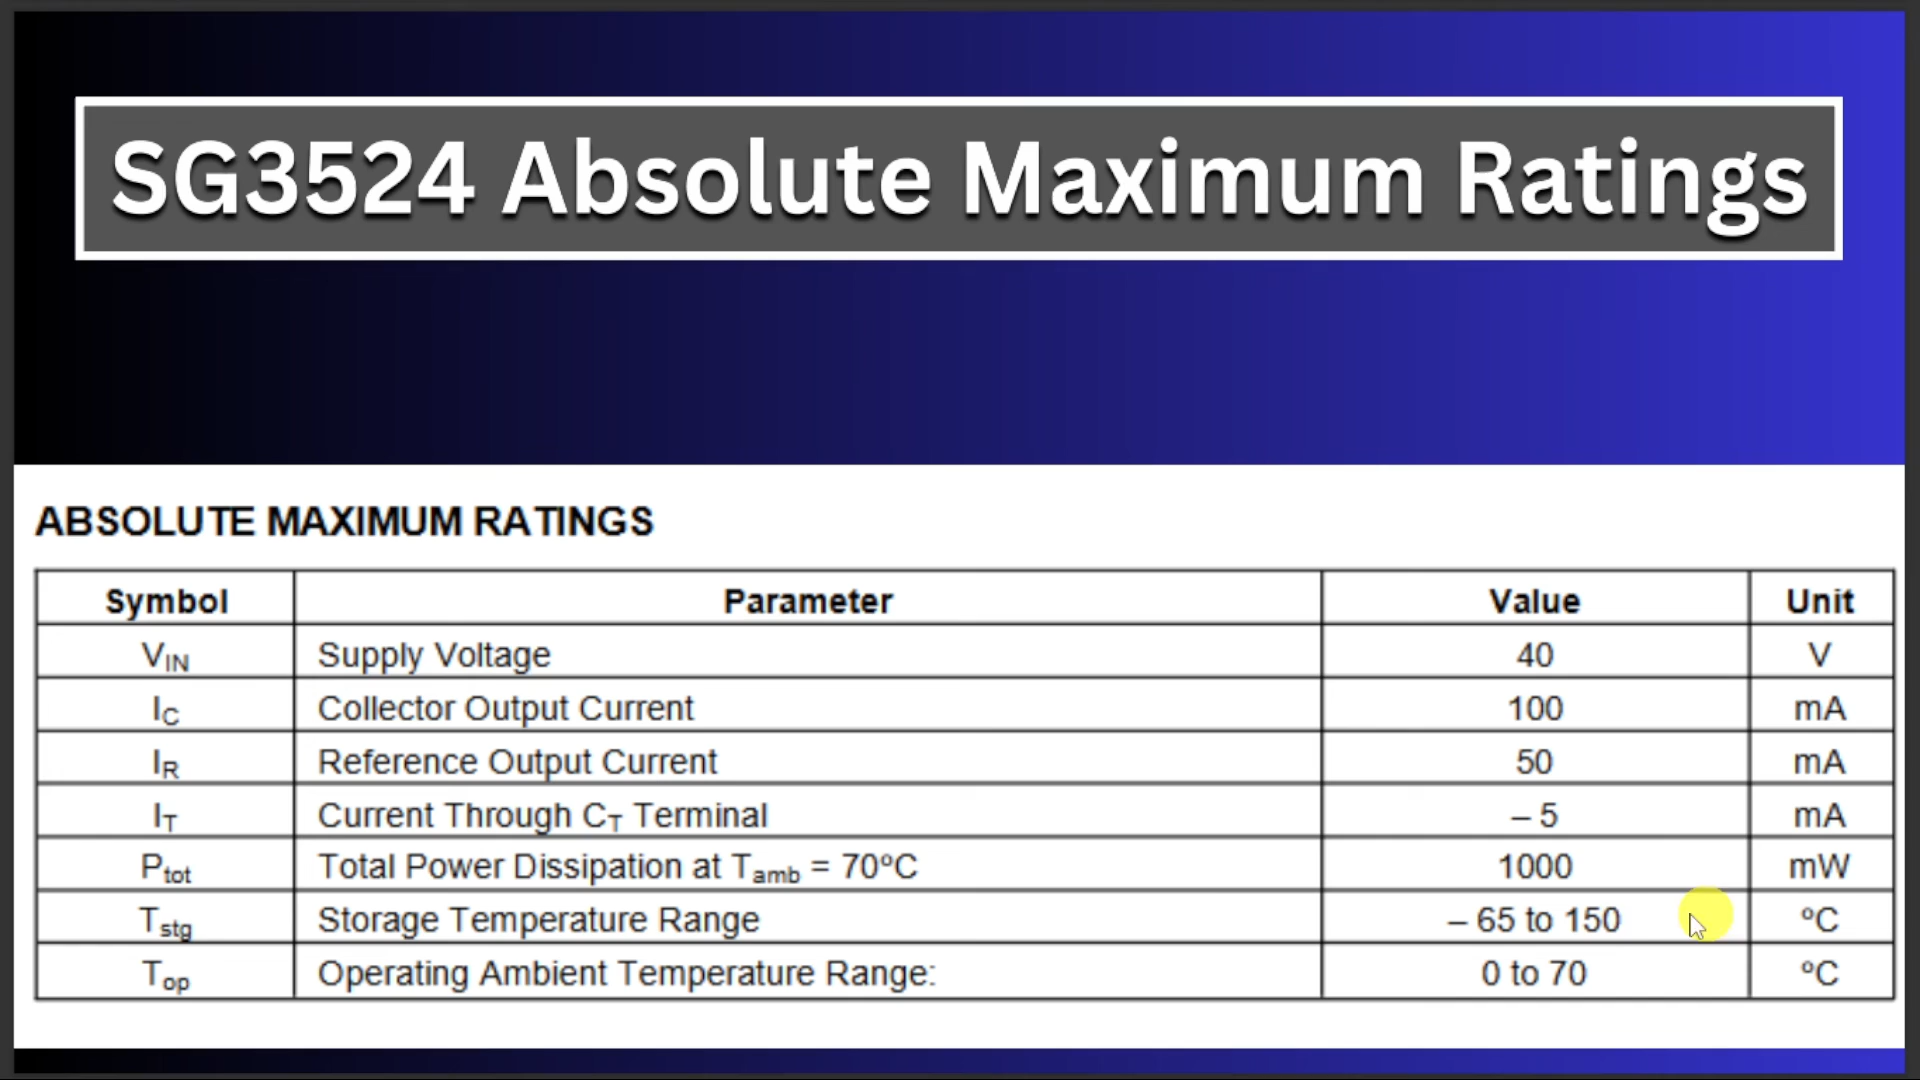 SG3524 Absolute Maximum Ratings
ABSOLUTE MAXIMUM RATINGS
Symbol Parameter Value Unit
VIN Supply Voltage 40 V
IC Collector Output Current 100 mA
IR Reference Output Current 50 mA
IT Current Through CT Terminal – 5 mA
Ptot Total Power Dissipation at Tamb = 70°C 1000 mW
Tstg Storage Temperature Range – 65 to 150 °C
Top Operating Ambient Temperature Range: 0 to 70 °C